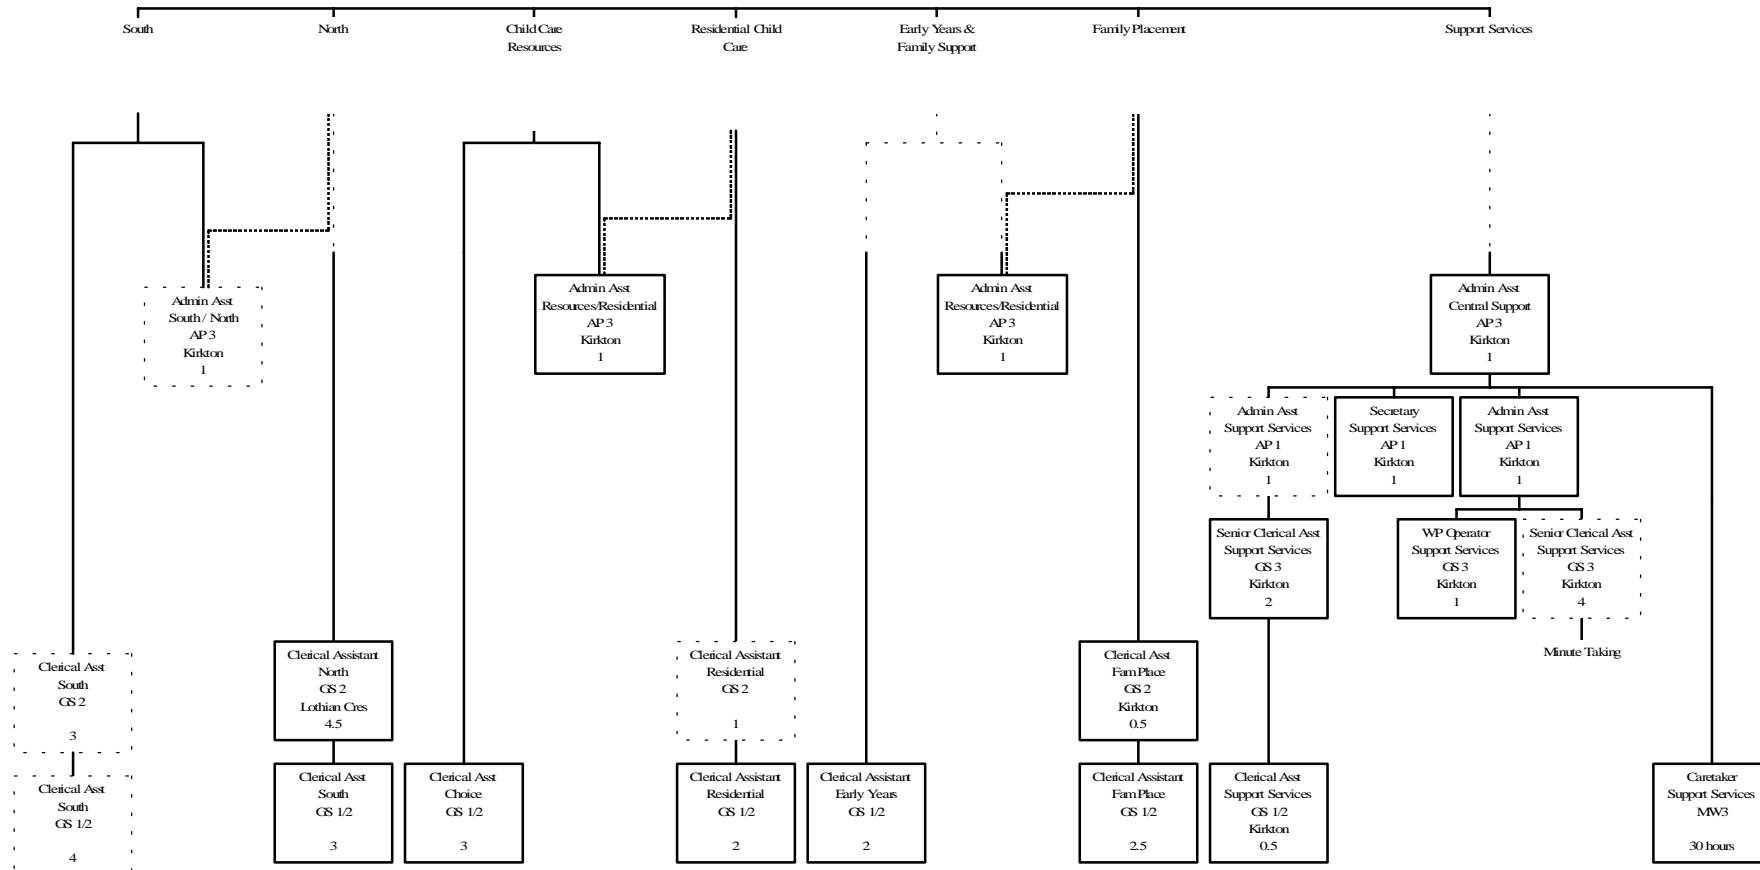 South
North
Child Care
Resources
Residential Child
Care
Early Years &
Family Support
Family Placement
Support Services
Admin Asst
South / North
AP 3
Kirkton
1
Admin Asst
Resources/Residential
AP 3
Kirkton
1
Admin Asst
Resources/Residential
AP 3
Kirkton
1
Admin Asst
Central Support
AP 3
Kirkton
1
Admin Asst
Support Services
AP 1
Kirkton
1
Secretary
Support Services
AP 1
Kirkton
1
Admin Asst
Support Services
AP 1
Kirkton
1
Senior Clerical Asst
Support Services
GS 3
Kirkton
2
WP Operator
Support Services
GS 3
Kirkton
1
Senior Clerical Asst
Support Services
GS 3
Kirkton
4
Minute Taking
Clerical Asst
South
GS 2
3
Clerical Assistant
North
GS 2
Lothian Cres
4.5
Clerical Assistant
Residential
GS 2
1
Clerical Asst
Fam Place
GS 2
Kirkton
0.5
Clerical Asst
South
GS 1/2
4
Clerical Asst
South
GS 1/2
3
Clerical Asst
Choice
GS 1/2
3
Clerical Assistant
Residential
GS 1/2
2
Clerical Assistant
Early Years
GS 1/2
2
Clerical Assistant
Fam Place
GS 1/2
2.5
Clerical Asst
Support Services
GS 1/2
Kirkton
0.5
Caretaker
Support Services
MW3
30 hours